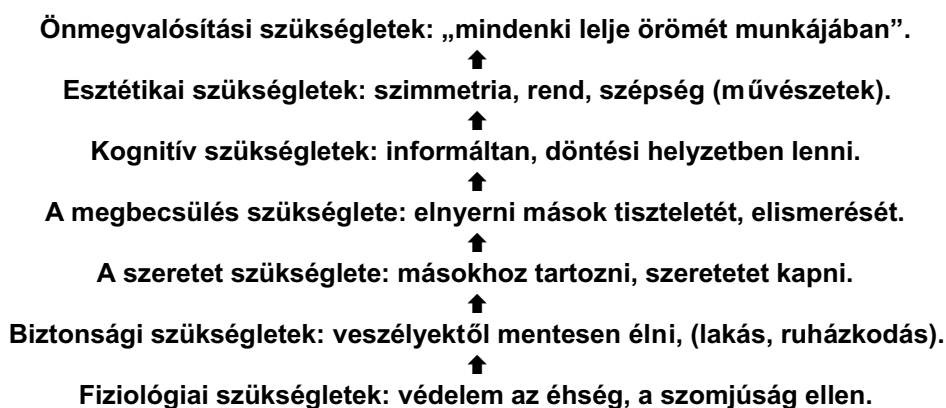 Önmegvalósítási szükségletek: „mindenki lelje örömét munkájában”.
Esztétikai szükségletek: szimmetria, rend, szépség (művészetek).
Kognitív szükségletek: informáltan, döntési helyzetben lenni.
A megbecsülés szükséglete: elnyerni mások tiszteletét, elismerését.
A szeretet szükséglete: másokhoz tartozni, szeretetet kapni.
Biztonsági szükségletek: veszélyektől mentesen élni, (lakás, ruházkodás).
Fiziológiai szükségletek: védelem az éhség, a szomjúság ellen.